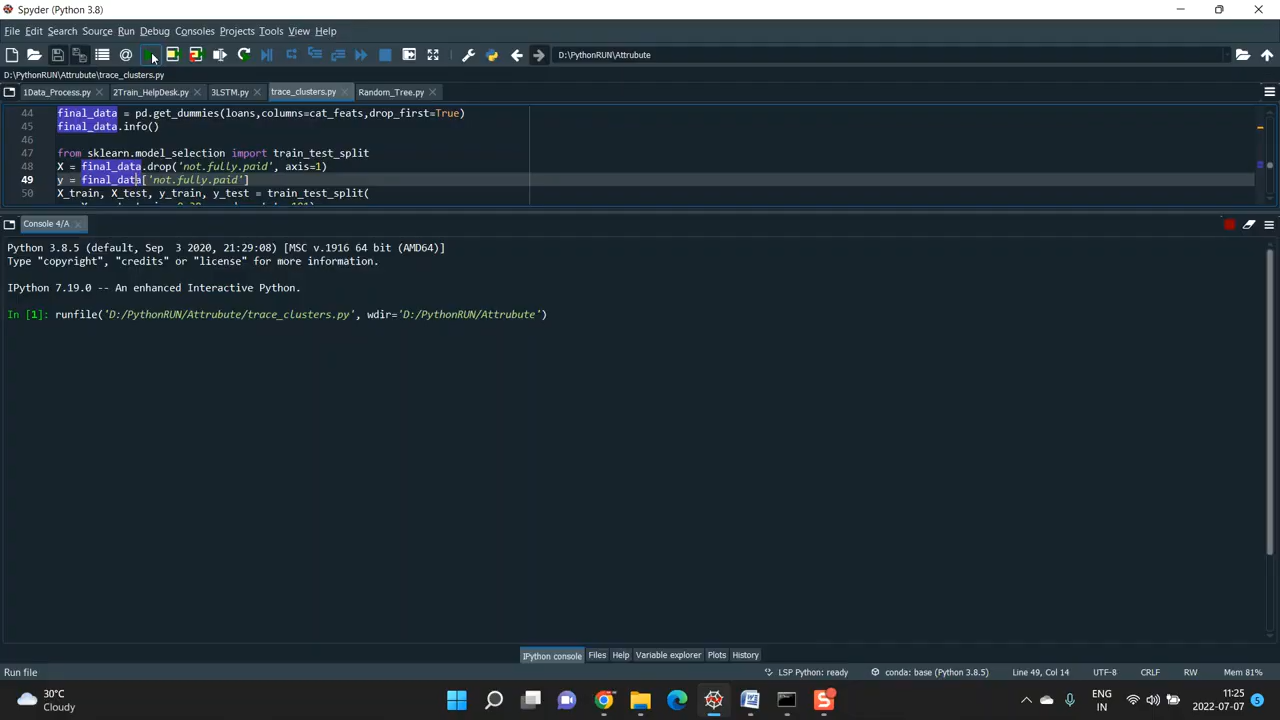 Spyder (Python 3.8)
File Edit Search Source Run Debug Consoles Projects Tools View Help
D:\PythonRUN\Attrubute
D:\PythonRUN\Attrubute\trace_clusters.py
1Data_Process.py 2Train_HelpDesk.py 3LSTM.py trace_clusters.py Random_Tree.py
44 final_data = pd.get_dummies(loans,columns=cat_feats,drop_first=True)
45 final_data.info()
46
47 from sklearn.model_selection import train_test_split
48 X = final_data.drop('not.fully.paid', axis=1)
49 y = final_data['not.fully.paid']
50 X_train, X_test, y_train, y_test = train_test_split(
Console 4/A
Python 3.8.5 (default, Sep 3 2020, 21:29:08) [MSC v.1916 64 bit (AMD64)]
Type "copyright", "credits" or "license" for more information.
IPython 7.19.0 -- An enhanced Interactive Python.
In [1]: runfile('D:/PythonRUN/Attrubute/trace_clusters.py', wdir='D:/PythonRUN/Attrubute')
IPython console Files Help Variable explorer Plots History
Run file LSP Python: ready conda: base (Python 3.8.5) Line 49, Col 14 UTF-8 CRLF RW Mem 81%
30°C
Cloudy
ENG
IN
11:25
2022-07-07
5